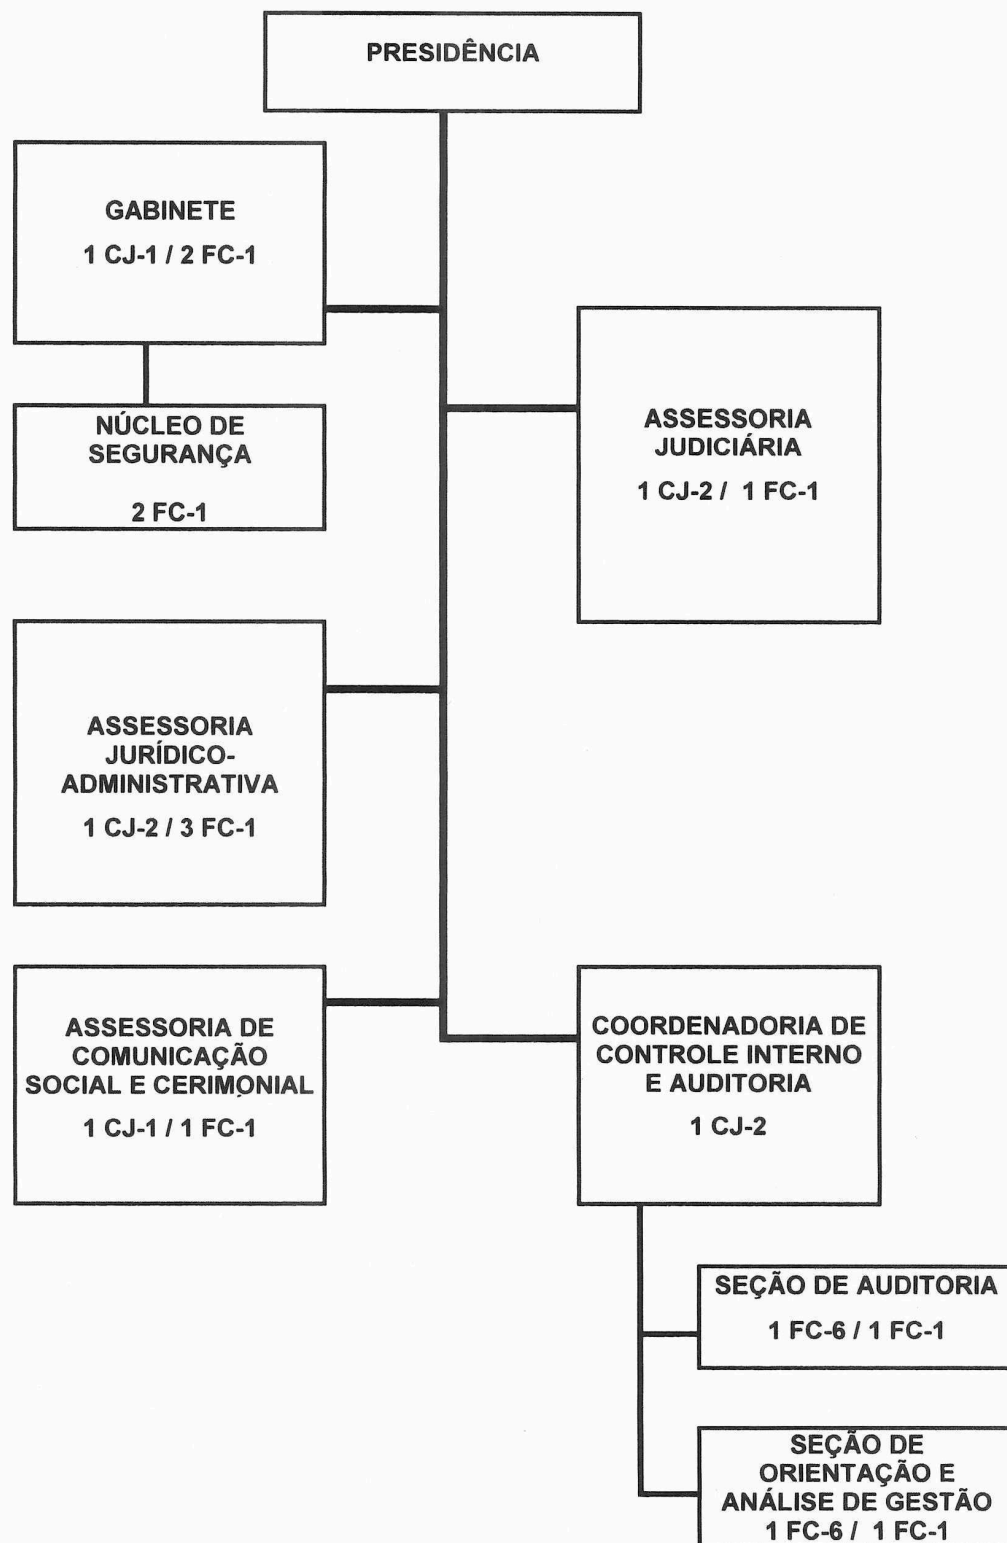 PRESIDÊNCIA
GABINETE
1 CJ-1 / 2 FC-1
NÚCLEO DE
SEGURANÇA
2 FC-1
ASSESSORIA
JUDICIÁRIA
1 CJ-2 / 1 FC-1
ASSESSORIA
JURÍDICO-
ADMINISTRATIVA
1 CJ-2 / 3 FC-1
ASSESSORIA DE
COMUNICAÇÃO
SOCIAL E CERIMONIAL
1 CJ-1 / 1 FC-1
COORDENADORIA DE
CONTROLE INTERNO
E AUDITORIA
1 CJ-2
SEÇÃO DE AUDITORIA
1 FC-6 / 1 FC-1
SEÇÃO DE
ORIENTAÇÃO E
ANÁLISE DE GESTÃO
1 FC-6 / 1 FC-1